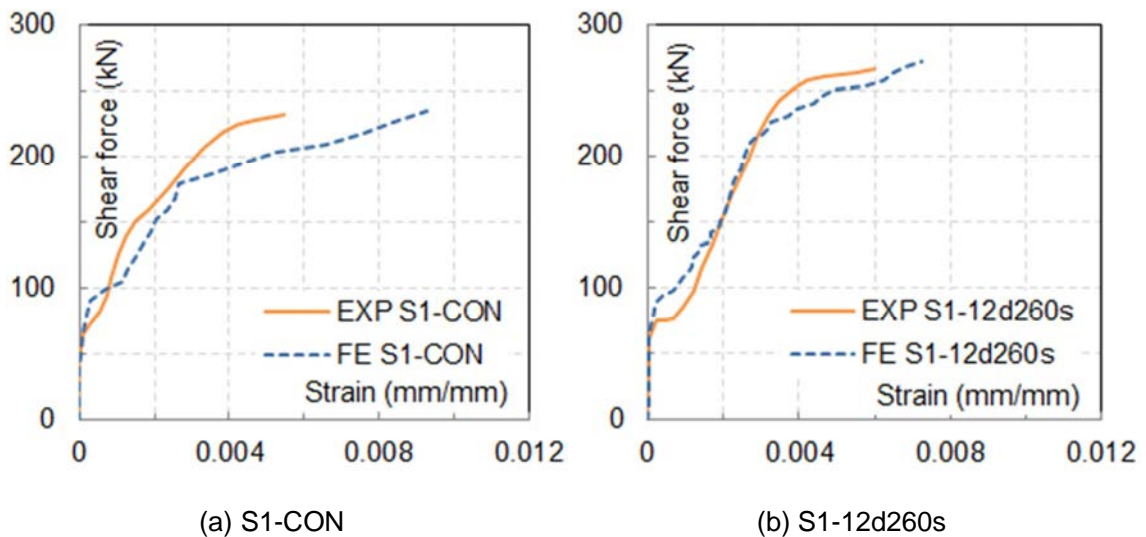 300
200
100
0
Shear force (kN)
EXP S1-CON
FE S1-CON
Strain (mm/mm)
0 0.004 0.008 0.012
(a) S1-CON
300
200
100
0
Shear force (kN)
EXP S1-12d260s
FE S1-12d260s
Strain (mm/mm)
0 0.004 0.008 0.012
(b) S1-12d260s